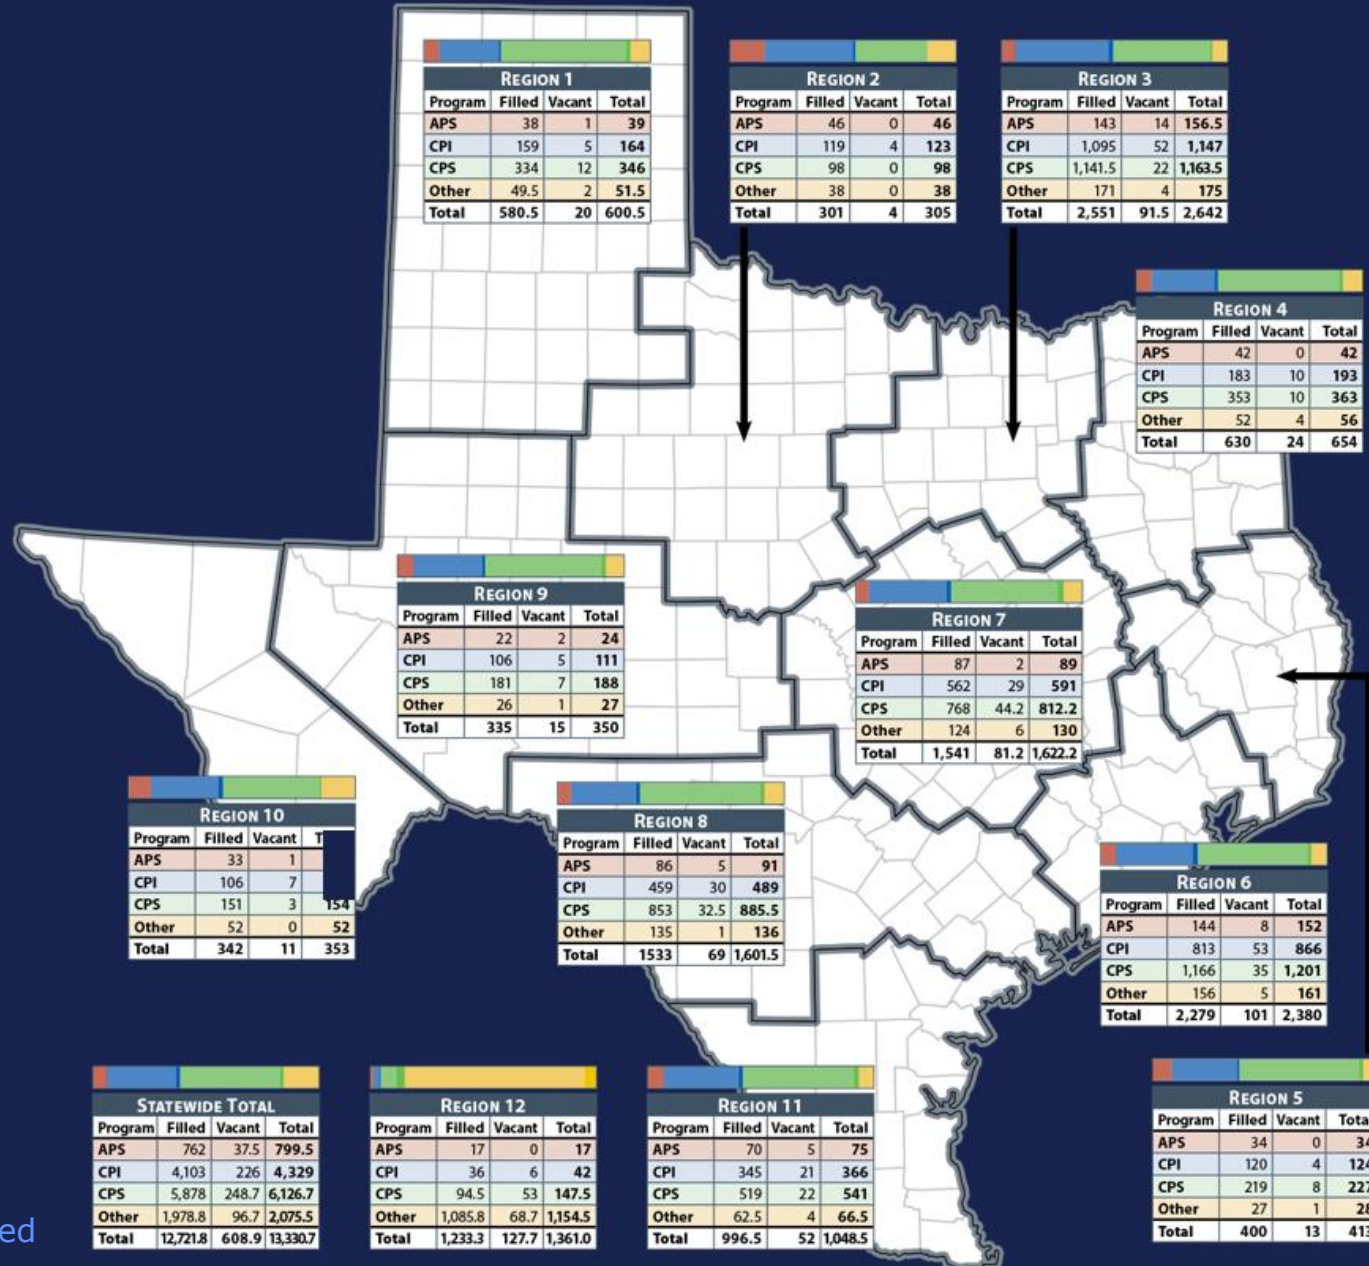 REGION 1
Program Filled Vacant Total
APS 38 1 39
CPI 159 5 164
CPS 334 12 346
Other 49.5 2 51.5
Total 580.5 20 600.5
REGION 2
Program Filled Vacant Total
APS 46 0 46
CPI 119 4 123
CPS 98 0 98
Other 38 0 38
Total 301 4 305
REGION 3
Program Filled Vacant Total
APS 143 14 156.5
CPI 1,095 52 1,147
CPS 1,141.5 22 1,163.5
Other 171 4 175
Total 2,551 91.5 2,642
REGION 4
Program Filled Vacant Total
APS 42 0 42
CPI 183 10 193
CPS 353 10 363
Other 52 4 56
Total 630 24 654
REGION 9
Program Filled Vacant Total
APS 22 2 24
CPI 106 5 111
CPS 181 7 188
Other 26 1 27
Total 335 15 350
REGION 7
Program Filled Vacant Total
APS 87 2 89
CPI 562 29 591
CPS 768 44.2 812.2
Other 124 6 130
Total 1,541 81.2 1,622.2
REGION 10
Program Filled Vacant
APS 33 1
CPI 106 7
CPS 151 3 154
Other 52 0 52
Total 342 11 353
REGION 8
Program Filled Vacant Total
APS 86 5 91
CPI 459 30 489
CPS 853 32.5 885.5
Other 135 1 136
Total 1533 69 1,601.5
REGION 6
Program Filled Vacant Total
APS 144 8 152
CPI 813 53 866
CPS 1,166 35 1,201
Other 156 5 161
Total 2,279 101 2,380
STATEWIDE TOTAL
Program Filled Vacant Total
APS 762 37.5 799.5
CPI 4,103 226 4,329
CPS 5,878 248.7 6,126.7
Other 1,978.8 96.7 2,075.5
Total 12,721.8 608.9 13,330.7
REGION 12
Program Filled Vacant Total
APS 17 0 17
CPI 36 6 42
CPS 94.5 53 147.5
Other 1,085.8 68.7 1,154.5
Total 1,233.3 127.7 1,361.0
REGION 11
Program Filled Vacant Total
APS 70 5 75
CPI 345 21 366
CPS 519 22 541
Other 62.5 4 66.5
Total 996.5 52 1,048.5
REGION 5
Program Filled Vacant Tota
APS 34 0 34
CPI 120 4 124
CPS 219 8 227
Other 27 1 28
Total 400 13 413
ed